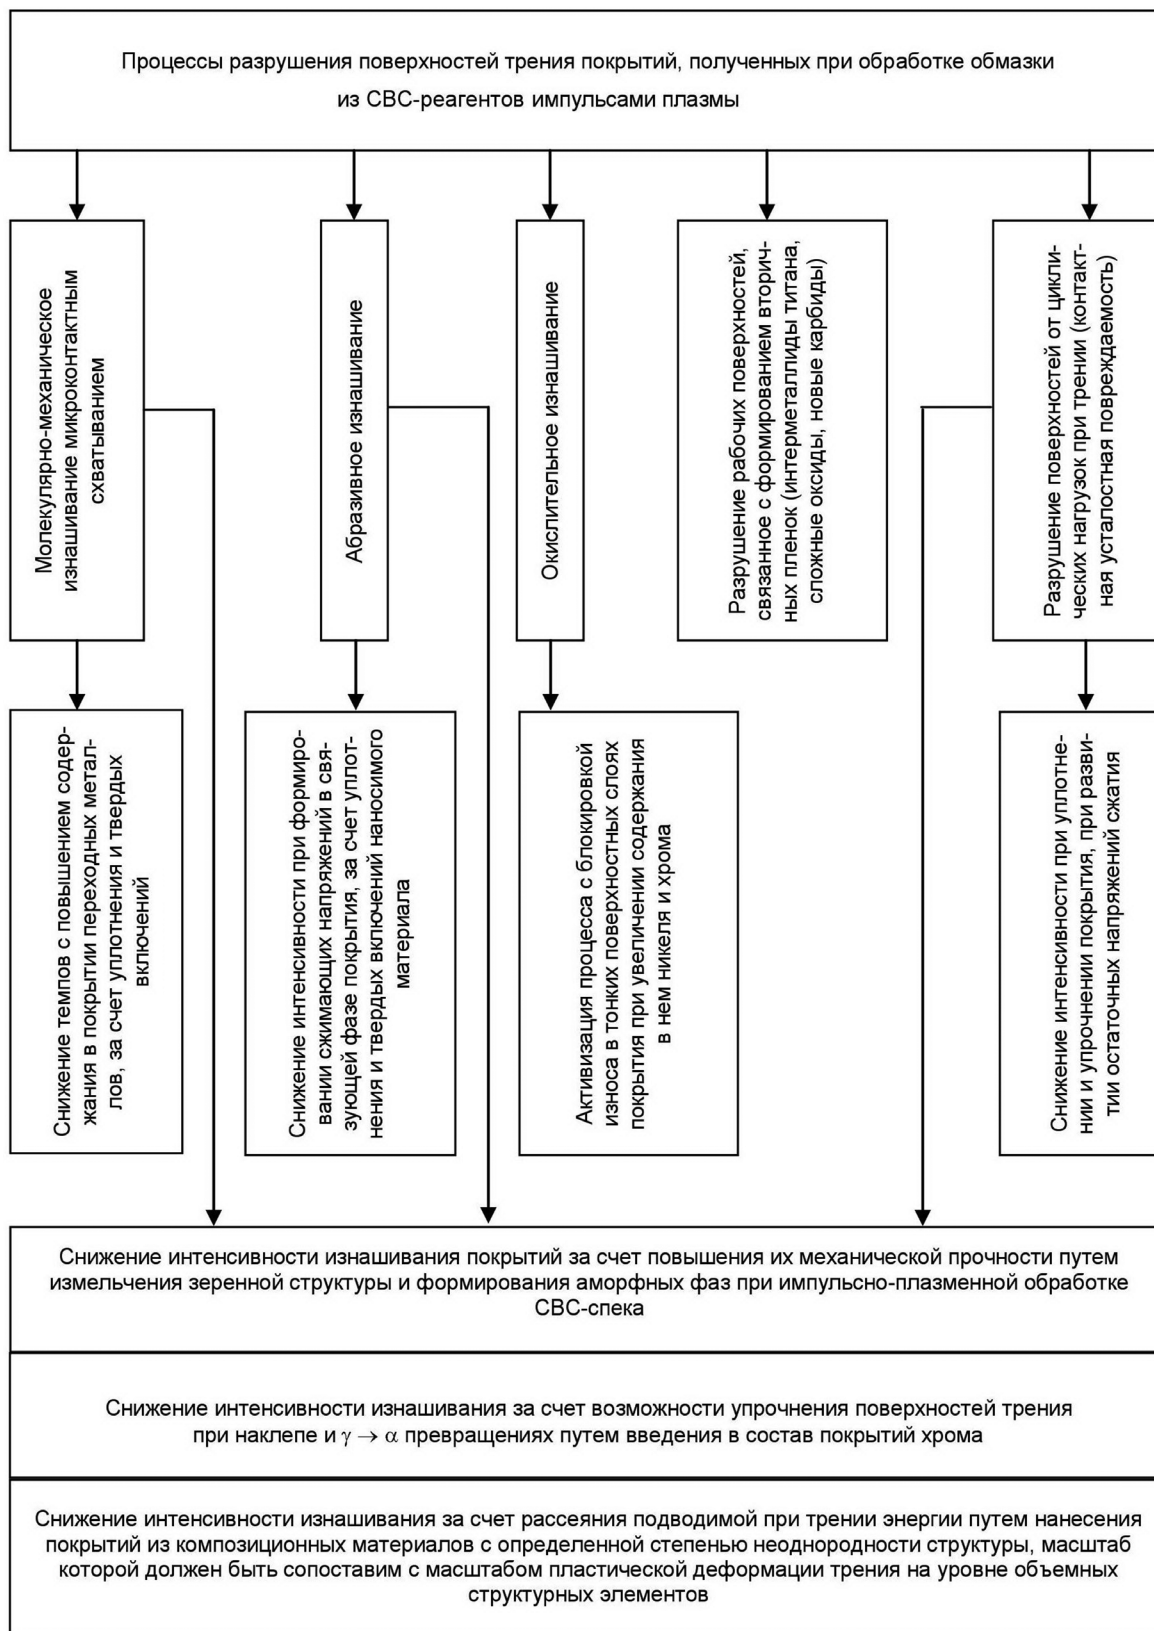 Процессы разрушения поверхностей трения покрытий, полученных при обработке обмазки
из СВС-реагентов импульсами плазмы
Молекулярно-механическое
изнашивание микроконтактным
схватыванием
Абразивное изнашивание
Окислительное изнашивание
Разрушение рабочих поверхностей,
связанное с формированием вторич-
ных пленок (интерметаллиды титана,
сложные оксиды, новые карбиды)
Разрушение поверхностей от цикли-
ческих нагрузок при трении (контакт-
ная усталостная повреждаемость)
Снижение темпов с повышением содер-
жания в покрытии переходных метал-
лов, за счет уплотнения и твердых
включений
Снижение интенсивности при формиро-
вании сжимающих напряжений в свя-
зующей фазе покрытия, за счет уплот-
нения и твердых включений наносимого
материала
Активизация процесса с блокировкой
износа в тонких поверхностных слоях
покрытия при увеличении содержания
в нем никеля и хрома
Снижение интенсивности при уплотне-
нии и упрочнении покрытия, при разви-
тии остаточных напряжений сжатия
Снижение интенсивности изнашивания покрытий за счет повышения их механической прочности путем
измельчения зеренной структуры и формирования аморфных фаз при импульсно-плазменной обработке
СВС-спека
Снижение интенсивности изнашивания за счет возможности упрочнения поверхностей трения
при наклепе и γ → α превращениях путем введения в состав покрытий хрома
Снижение интенсивности изнашивания за счет рассеяния подводимой при трении энергии путем нанесения
покрытий из композиционных материалов с определенной степенью неоднородности структуры, масштаб
которой должен быть сопоставим с масштабом пластической деформации трения на уровне объемных
структурных элементов